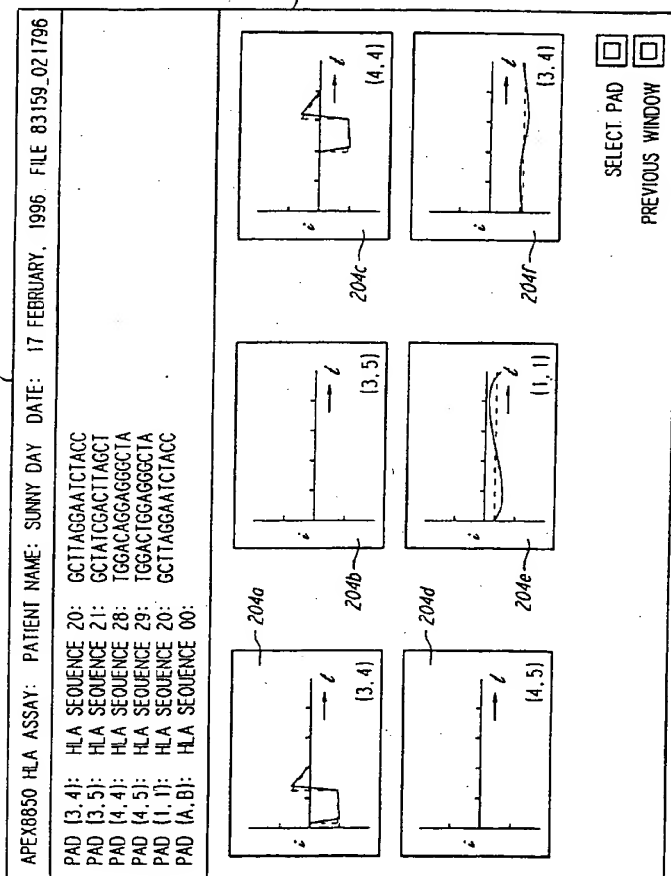 APEX8850 HLA ASSAY: PATIENT NAME: SUNNY DAY DATE: 17 FEBRUARY, 1996 FILE 83159_021796
PAD (3,4): HLA SEQUENCE 20: GCTTAGGAATCTACC
PAD (3,5): HLA SEQUENCE 21: GCTATCGACTTAGCT
PAD (4,4): HLA SEQUENCE 28: TGGACAGGAGGGCTA
PAD (4,5): HLA SEQUENCE 29: TGGACTGGAGGGCTA
PAD (1,1): HLA SEQUENCE 20: GCTTAGGAATCTACC
PAD (A,B): HLA SEQUENCE 00:
204a
i
ℓ
(3,4)
204b
i
ℓ
(3,5)
204c
i
ℓ
(4,4)
204d
i
ℓ
(4,5)
204e
i
ℓ
(1,1)
204f
i
ℓ
(3,4)
SELECT PAD
PREVIOUS WINDOW